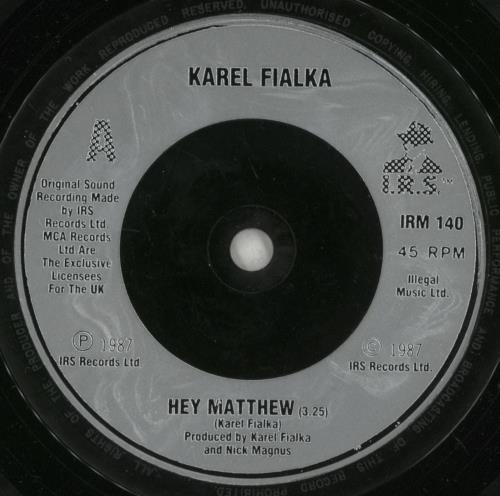 KAREL FIALKA
A
I.R.S.™
Original Sound
Recording Made
by IRS
Records Ltd.
MCA Records
Ltd Are
The Exclusive
Licensees
For The UK
IRM 140
45 RPM
Illegal
Music Ltd.
Ⓟ 1987
IRS Records Ltd.
© 1987
IRS Records Ltd.
HEY MATTHEW (3.25)
(Karel Fialka)
Produced by Karel Fialka
and Nick Magnus
ALL RIGHTS OF THE PRODUCER AND OF THE OWNER OF THE WORK REPRODUCED RESERVED. UNAUTHORISED COPYING, HIRING, LENDING, PUBLIC PERFORMANCE AND BROADCASTING OF THIS RECORD PROHIBITED.